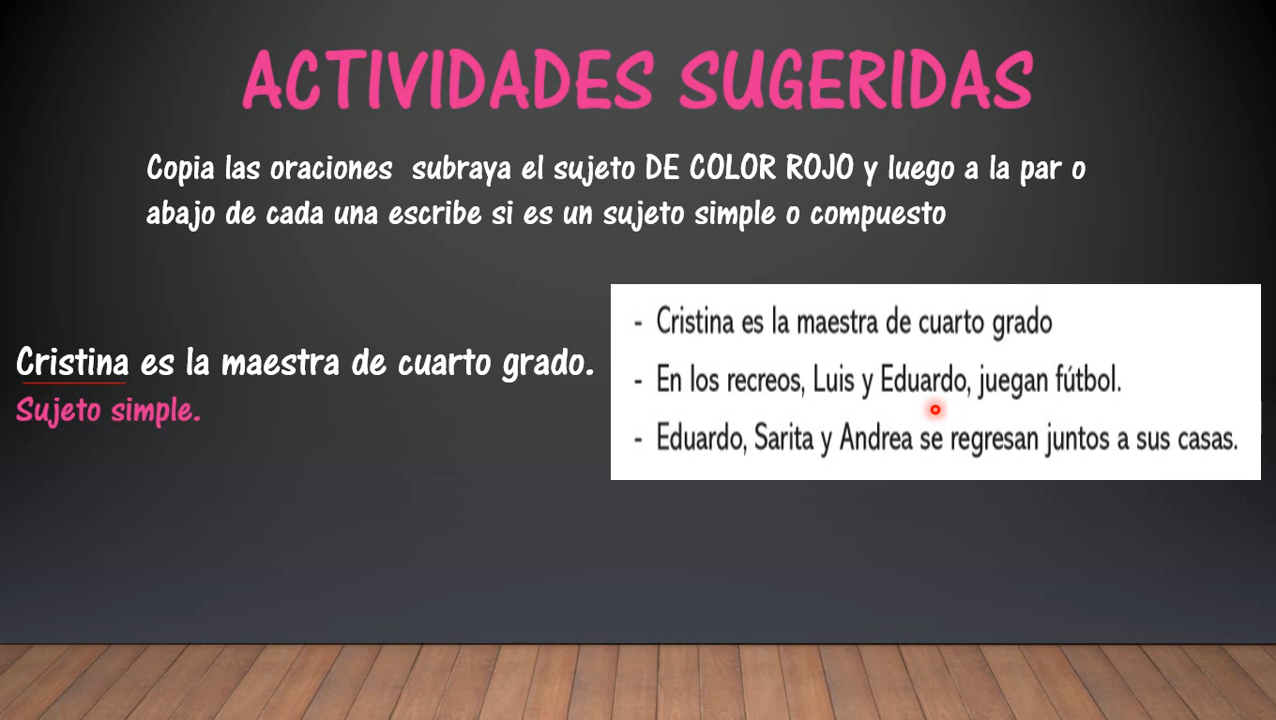 ACTIVIDADES SUGERIDAS
Copia las oraciones subraya el sujeto DE COLOR ROJO y luego a la par o
abajo de cada una escribe si es un sujeto simple o compuesto
Cristina es la maestra de cuarto grado.
Sujeto simple.
- Cristina es la maestra de cuarto grado
- En los recreos, Luis y Eduardo, juegan fútbol.
- Eduardo, Sarita y Andrea se regresan juntos a sus casas.